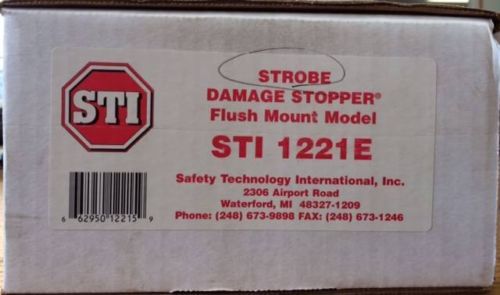 STROBE
DAMAGE STOPPER®
Flush Mount Model
STI 1221E
STI
Safety Technology International, Inc.
2306 Airport Road
Waterford, MI 48327-1209
Phone: (248) 673-9898 FAX: (248) 673-1246
6 62950 12215 9